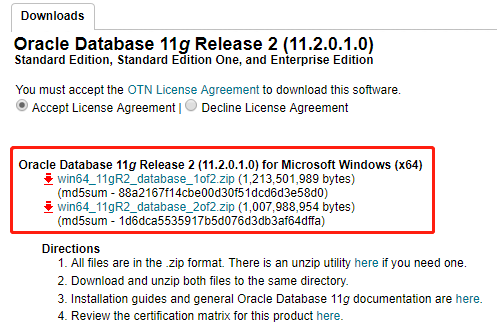 Downloads
Oracle Database 11g Release 2 (11.2.0.1.0)
Standard Edition, Standard Edition One, and Enterprise Edition
You must accept the OTN License Agreement to download this software.
Accept License Agreement | Decline License Agreement
Oracle Database 11g Release 2 (11.2.0.1.0) for Microsoft Windows (x64)
win64_11gR2_database_1of2.zip (1,213,501,989 bytes)
(md5sum - 88a2167f14cbe00d30f51dcd6d3e58d0)
win64_11gR2_database_2of2.zip (1,007,988,954 bytes)
(md5sum - 1d6dca5535917b5d076d3db3af64dffa)
Directions
1. All files are in the .zip format. There is an unzip utility here if you need one.
2. Download and unzip both files to the same directory.
3. Installation guides and general Oracle Database 11g documentation are here.
4. Review the certification matrix for this product here.